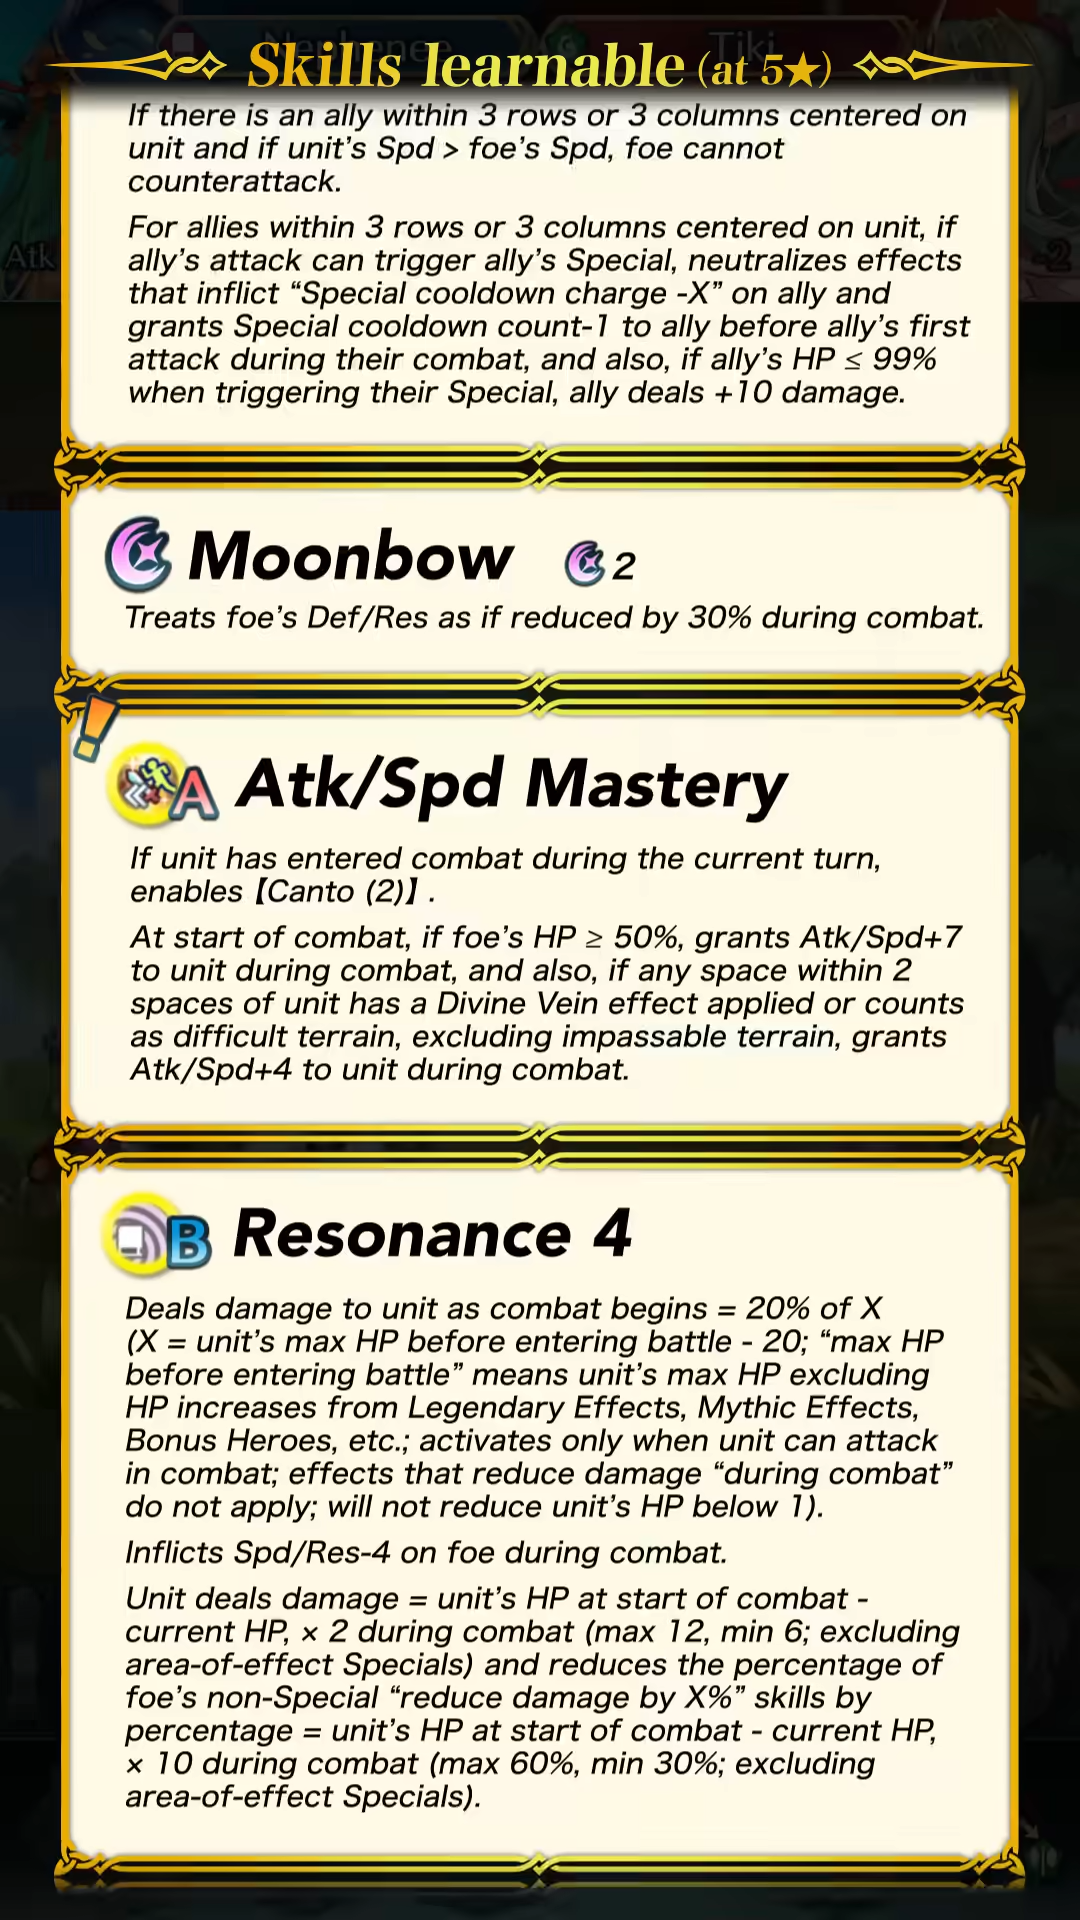 Nephenee
Tiki
Skills learnable (at 5★)
Atk
-2
If there is an ally within 3 rows or 3 columns centered on
unit and if unit’s Spd > foe’s Spd, foe cannot
counterattack.
For allies within 3 rows or 3 columns centered on unit, if
ally’s attack can trigger ally’s Special, neutralizes effects
that inflict “Special cooldown charge -X” on ally and
grants Special cooldown count-1 to ally before ally’s first
attack during their combat, and also, if ally’s HP ≤ 99%
when triggering their Special, ally deals +10 damage.
Moonbow 2
Treats foe’s Def/Res as if reduced by 30% during combat.
A Atk/Spd Mastery
If unit has entered combat during the current turn,
enables【Canto (2)】.
At start of combat, if foe’s HP ≥ 50%, grants Atk/Spd+7
to unit during combat, and also, if any space within 2
spaces of unit has a Divine Vein effect applied or counts
as difficult terrain, excluding impassable terrain, grants
Atk/Spd+4 to unit during combat.
B Resonance 4
Deals damage to unit as combat begins = 20% of X
(X = unit’s max HP before entering battle - 20; “max HP
before entering battle” means unit’s max HP excluding
HP increases from Legendary Effects, Mythic Effects,
Bonus Heroes, etc.; activates only when unit can attack
in combat; effects that reduce damage “during combat”
do not apply; will not reduce unit’s HP below 1).
Inflicts Spd/Res-4 on foe during combat.
Unit deals damage = unit’s HP at start of combat -
current HP, × 2 during combat (max 12, min 6; excluding
area-of-effect Specials) and reduces the percentage of
foe’s non-Special “reduce damage by X%” skills by
percentage = unit’s HP at start of combat - current HP,
× 10 during combat (max 60%, min 30%; excluding
area-of-effect Specials).